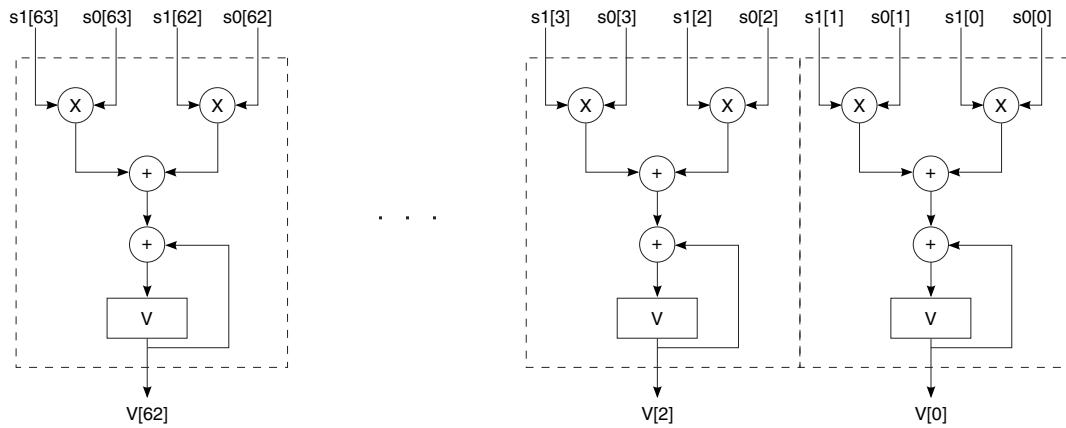 s1[63] s0[63] s1[62] s0[62] s1[3] s0[3] s1[2] s0[2] s1[1] s0[1] s1[0] s0[0]
X X X X X X
+ + +
. . .
+ + +
V V V
V[62] V[2] V[0]